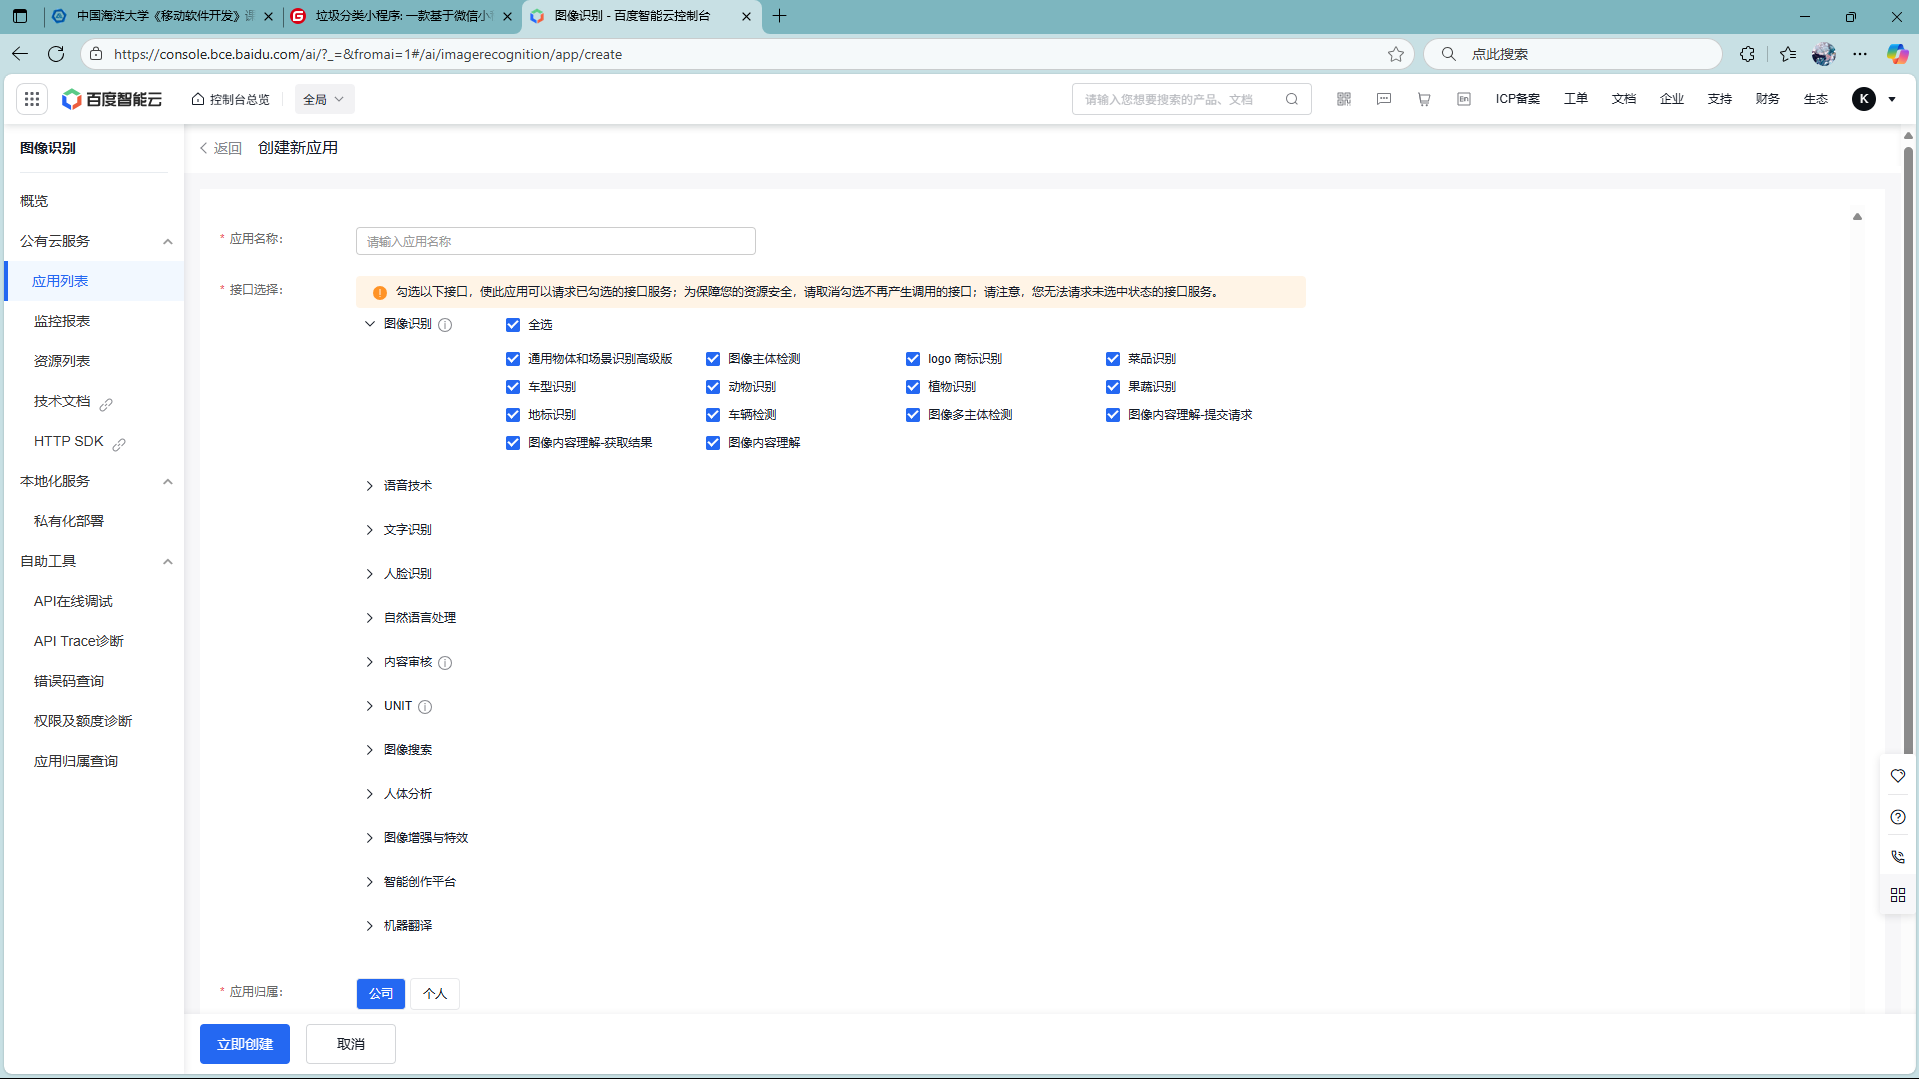 中国海洋大学《移动软件开发》
垃圾分类小程序: 一款基于微信小
图像识别 - 百度智能云控制台
https://console.bce.baidu.com/ai/?_=&fromai=1#/ai/imagerecognition/app/create
点此搜索
百度智能云
控制台总览
全局
请输入您想要搜索的产品、文档
En
ICP备案
工单
文档
企业
支持
财务
生态
K
图像识别
概览
公有云服务
应用列表
监控报表
资源列表
技术文档
HTTP SDK
本地化服务
私有化部署
自助工具
API在线调试
API Trace诊断
错误码查询
权限及额度诊断
应用归属查询
返回 创建新应用
* 应用名称:
请输入应用名称
* 接口选择:
勾选以下接口，使此应用可以请求已勾选的接口服务；为保障您的资源安全，请取消勾选不再产生调用的接口；请注意，您无法请求未选中状态的接口服务。
图像识别 全选
通用物体和场景识别高级版 图像主体检测 logo 商标识别 菜品识别
车型识别 动物识别 植物识别 果蔬识别
地标识别 车辆检测 图像多主体检测 图像内容理解-提交请求
图像内容理解-获取结果 图像内容理解
语音技术
文字识别
人脸识别
自然语言处理
内容审核
UNIT
图像搜索
人体分析
图像增强与特效
智能创作平台
机器翻译
* 应用归属:
公司 个人
立即创建 取消